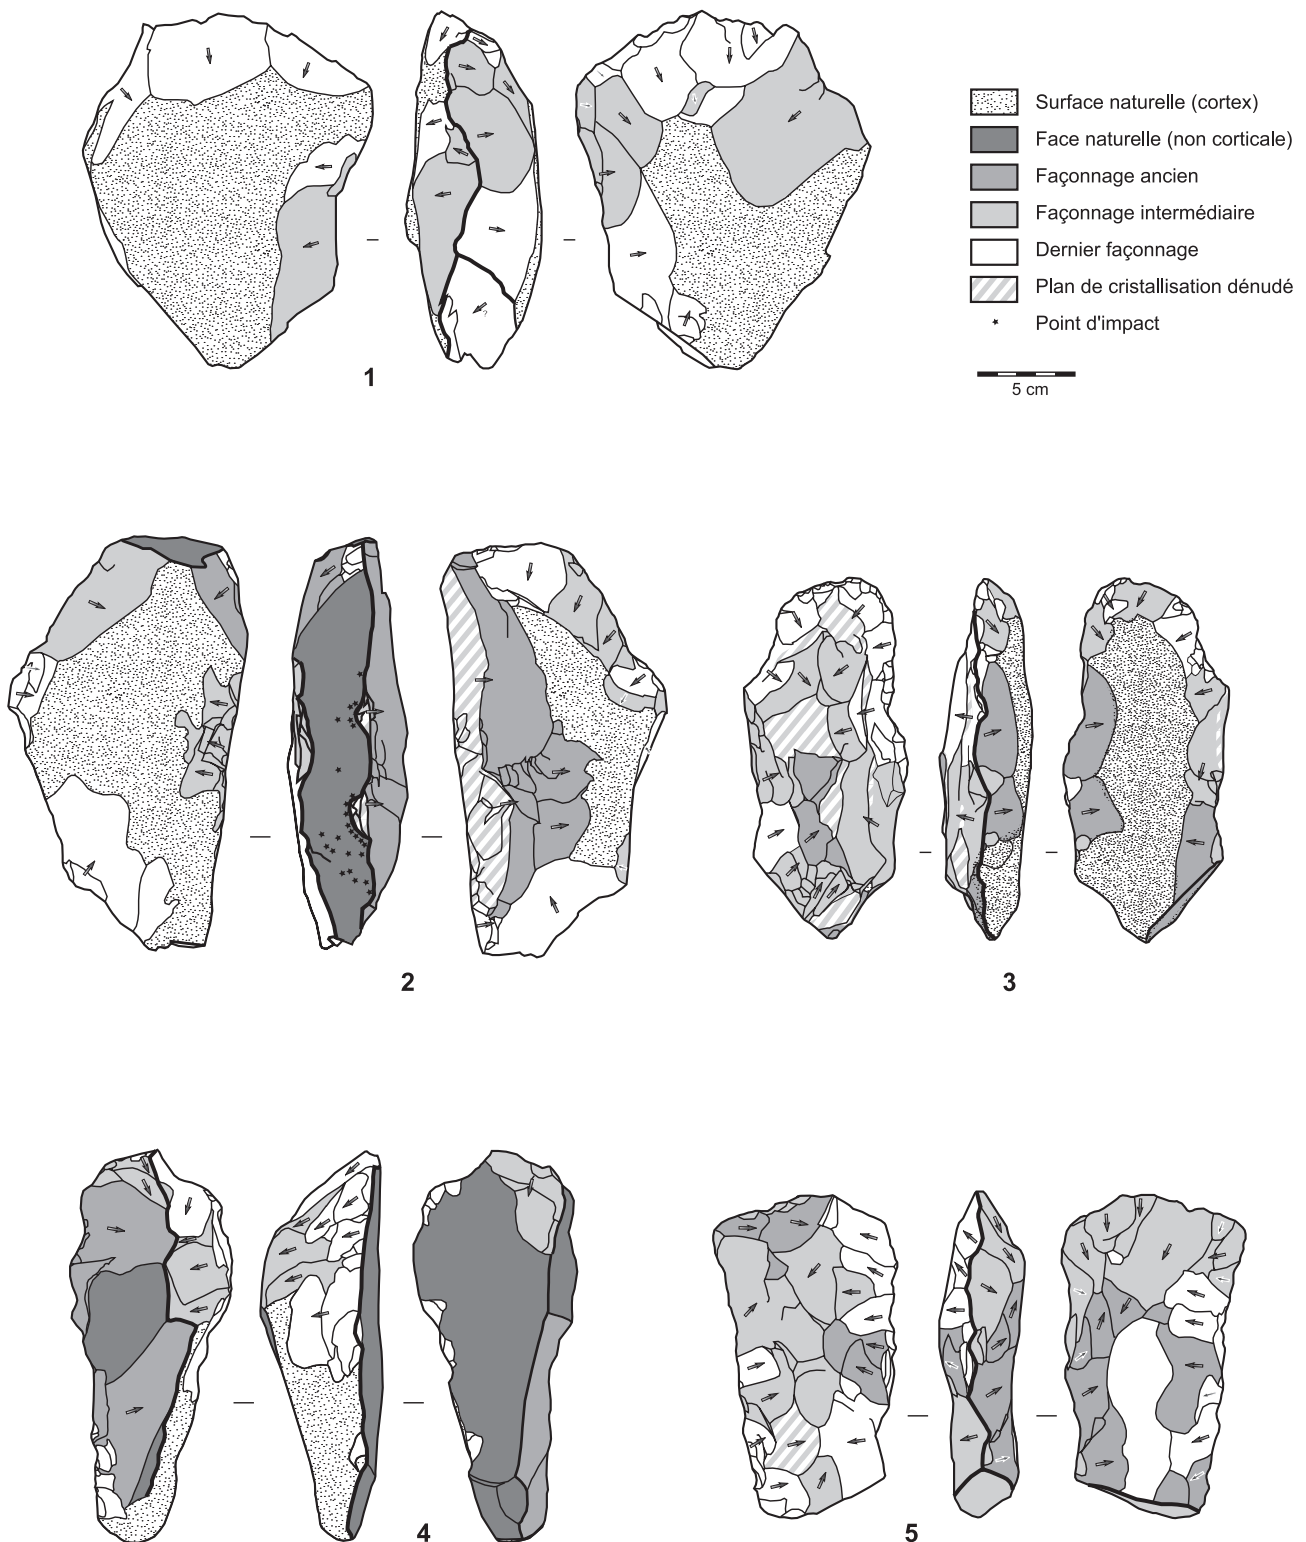 Surface naturelle (cortex)
Face naturelle (non corticale)
Façonnage ancien
Façonnage intermédiaire
Dernier façonnage
Plan de cristallisation dénudé
Point d'impact
5 cm
1
2
3
4
5